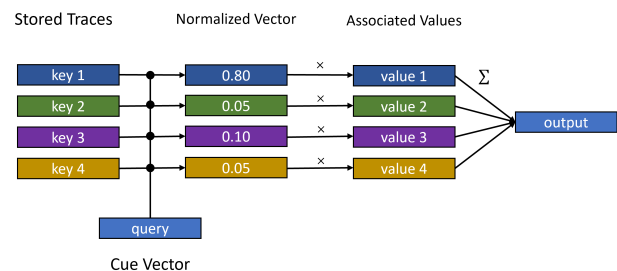 Stored Traces
Normalized Vector
Associated Values
key 1
0.80
×
value 1
Σ
key 2
0.05
×
value 2
output
key 3
0.10
×
value 3
key 4
0.05
×
value 4
query
Cue Vector